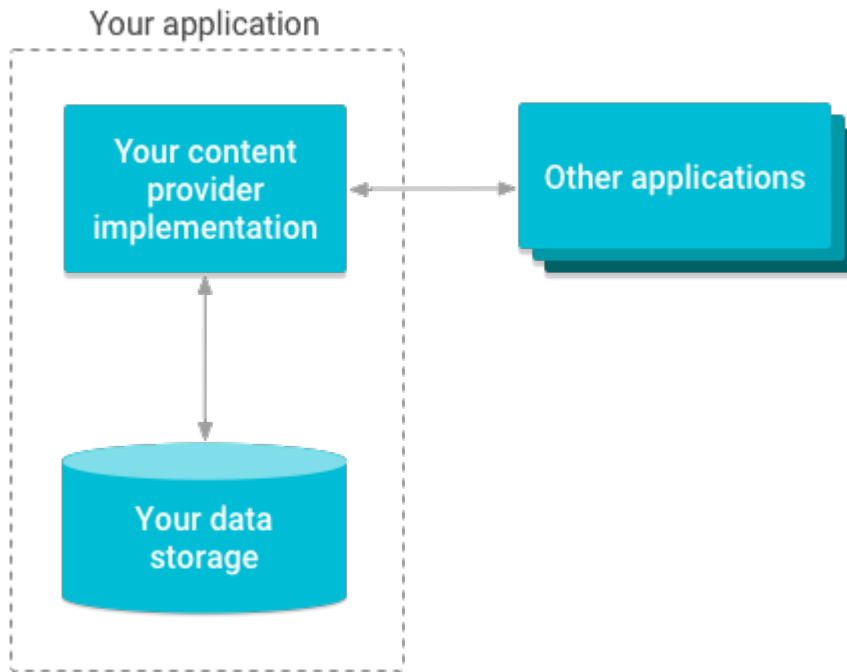 Your application
Your content
provider
implementation
Other applications
Your data
storage